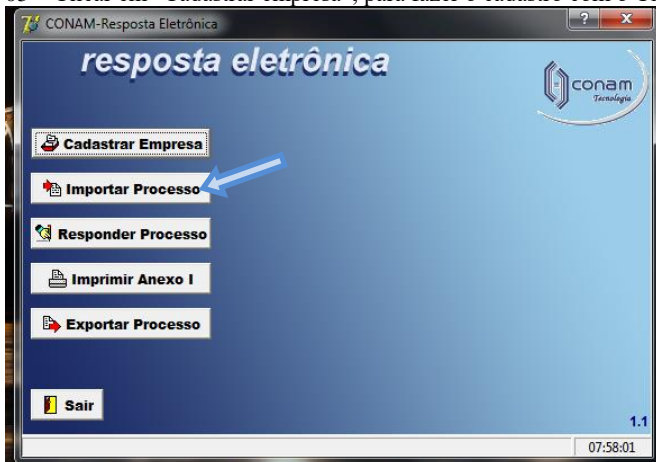 CONAM-Resposta Eletrônica
resposta eletrônica
conam
Tecnologia
Cadastrar Empresa
Importar Processo
Responder Processo
Imprimir Anexo I
Exportar Processo
Sair
1.1
07:58:01